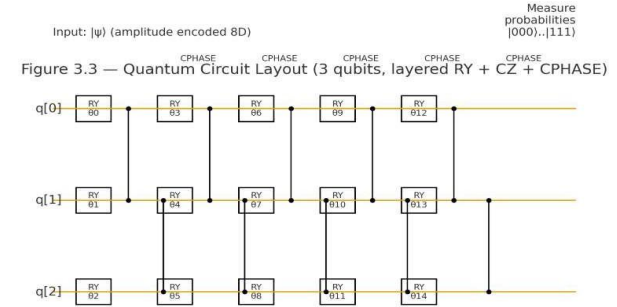 Measure
probabilities
Input: |ψ⟩ (amplitude encoded 8D)
|000⟩..|111⟩
CPHASE CPHASE CPHASE CPHASE CPHASE
Figure 3.3 — Quantum Circuit Layout (3 qubits, layered RY + CZ + CPHASE)
q[0] RY θ0 RY θ3 RY θ6 RY θ9 RY θ12
q[1] RY θ1 RY θ4 RY θ7 RY θ10 RY θ13
q[2] RY θ2 RY θ5 RY θ8 RY θ11 RY θ14